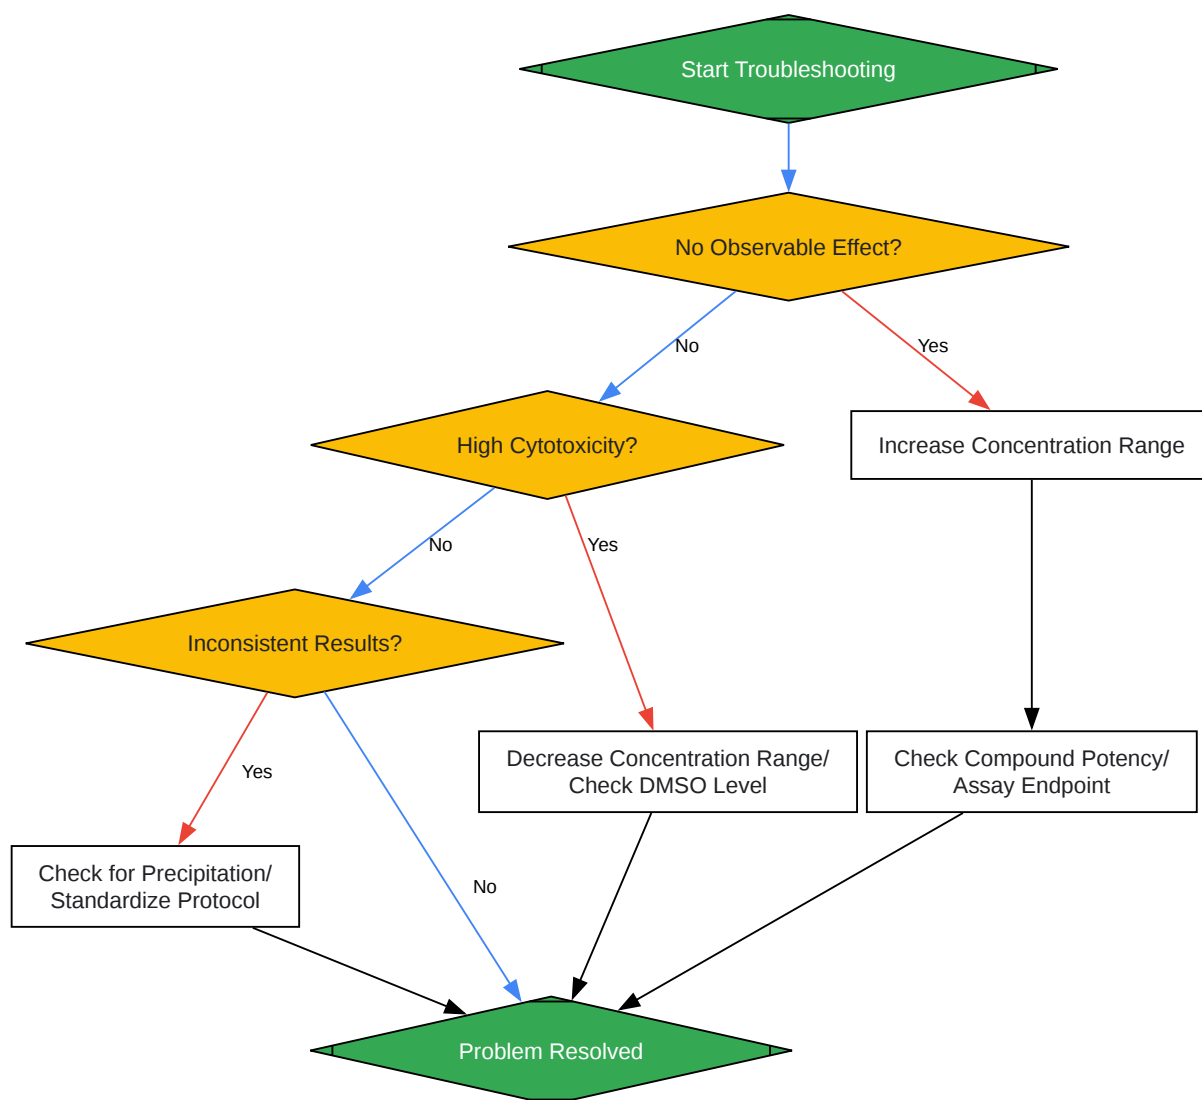 Start Troubleshooting
No Observable Effect?
No
Yes
High Cytotoxicity?
Increase Concentration Range
No
Yes
Inconsistent Results?
Decrease Concentration Range/
Check DMSO Level
Check Compound Potency/
Assay Endpoint
Yes
No
Check for Precipitation/
Standardize Protocol
Problem Resolved